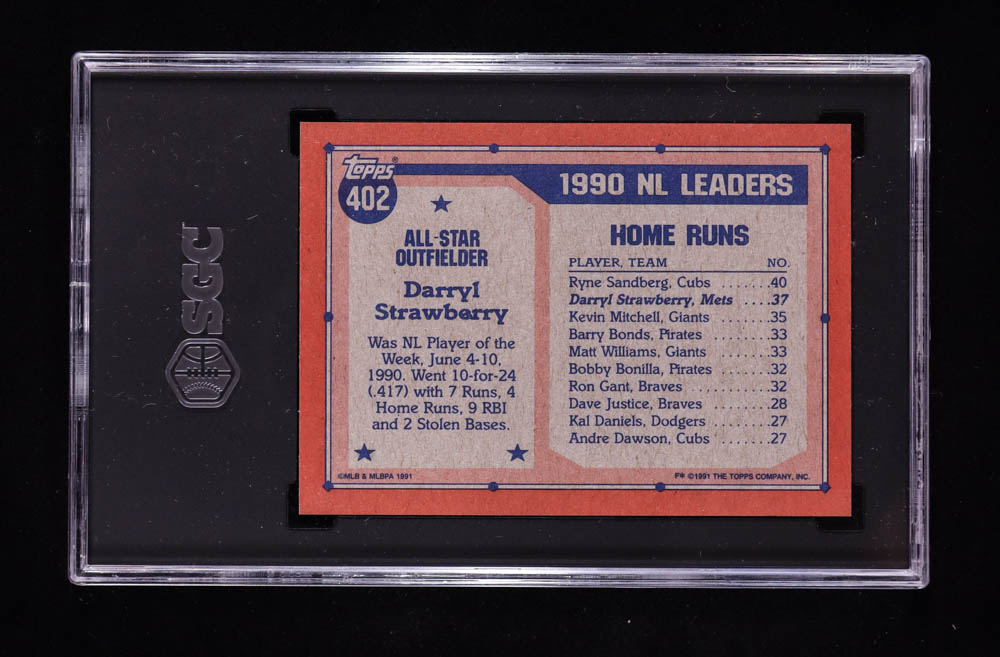 SGC
topps®
402
ALL-STAR
OUTFIELDER
Darryl
Strawberry
Was NL Player of the
Week, June 4-10,
1990. Went 10-for-24
(.417) with 7 Runs, 4
Home Runs, 9 RBI
and 2 Stolen Bases.
©MLB & MLBPA 1991
1990 NL LEADERS
HOME RUNS
PLAYER, TEAM NO.
Ryne Sandberg, Cubs ......40
Darryl Strawberry, Mets ....37
Kevin Mitchell, Giants .......35
Barry Bonds, Pirates ........33
Matt Williams, Giants .......33
Bobby Bonilla, Pirates .......32
Ron Gant, Braves ..........32
Dave Justice, Braves ........28
Kal Daniels, Dodgers .......27
Andre Dawson, Cubs .......27
F* ©1991 THE TOPPS COMPANY, INC.